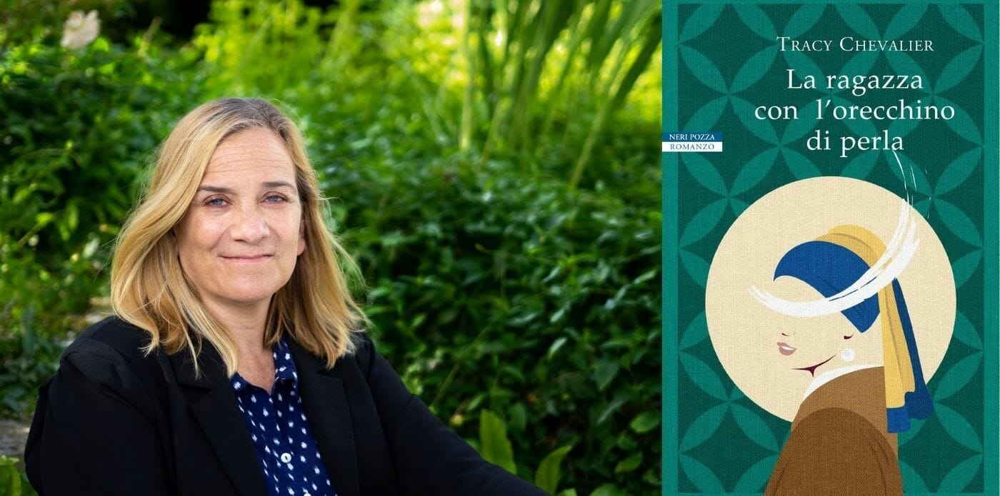 TRACY CHEVALIER
La ragazza
con l'orecchino
di perla
NERI POZZA
ROMANZO